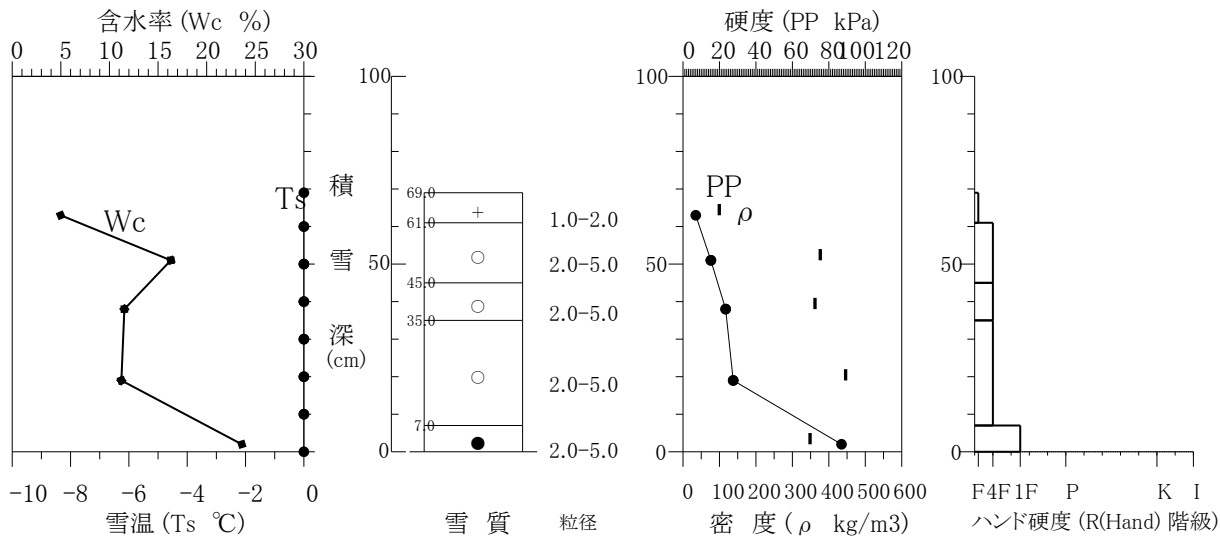 含水率 (Wc %)
0 5 10 15 20 25 30
Ts
Wc
-10 -8 -6 -4 -2 0
雪温 (Ts ℃)
積
雪
深
(cm)
100
50
0
69.0
+
1.0-2.0
61.0
2.0-5.0
45.0
2.0-5.0
35.0
2.0-5.0
7.0
2.0-5.0
雪 質
粒径
硬度 (PP kPa)
0 20 40 60 80 100 120
100
50
0
PP
ρ
0 100 200 300 400 500 600
密 度 ( ρ kg/m3)
100
50
0
F 4F 1F P K I
ハンド硬度 (R(Hand) 階級)